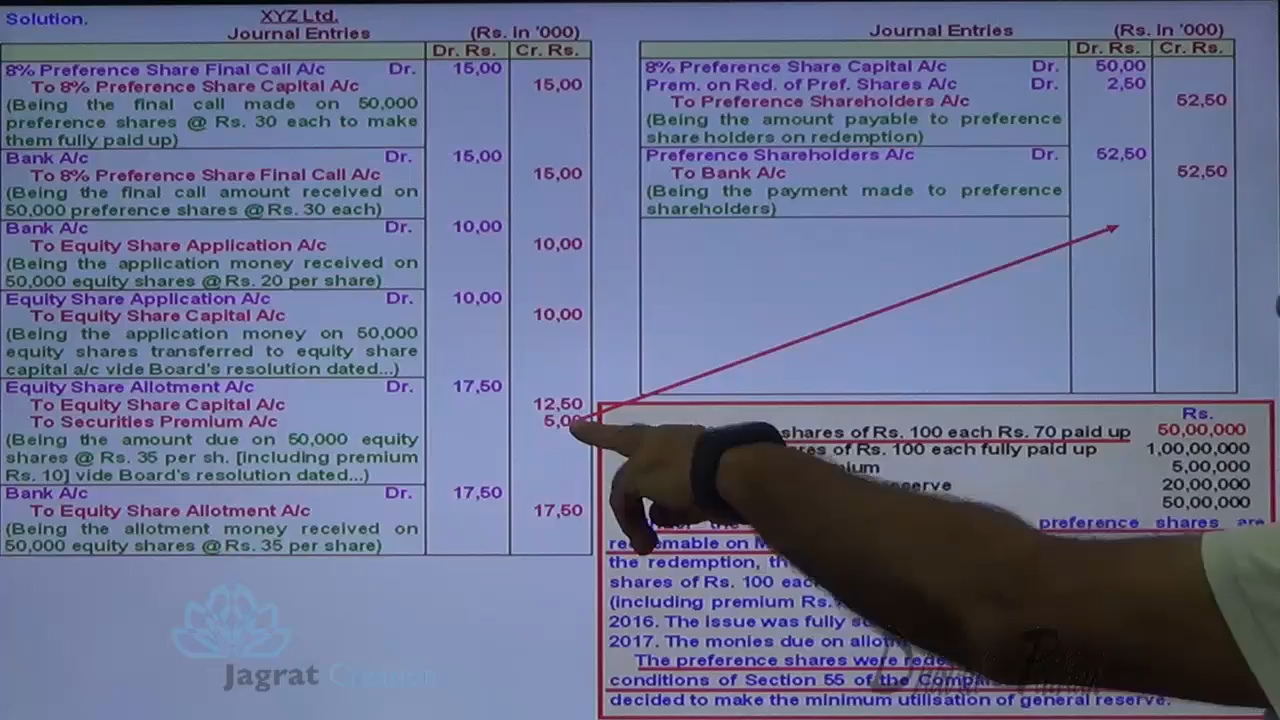 Solution.
XYZ Ltd.
Journal Entries (Rs. in '000)
Dr. Rs. Cr. Rs.
8% Preference Share Final Call A/c Dr. 15,00
To 8% Preference Share Capital A/c 15,00
(Being the final call made on 50,000
preference shares @ Rs. 30 each to make
them fully paid up)
Bank A/c Dr. 15,00
To 8% Preference Share Final Call A/c 15,00
(Being the final call amount received on
50,000 preference shares @ Rs. 30 each)
Bank A/c Dr. 10,00
To Equity Share Application A/c 10,00
(Being the application money received on
50,000 equity shares @ Rs. 20 per share)
Equity Share Application A/c Dr. 10,00
To Equity Share Capital A/c 10,00
(Being the application money on 50,000
equity shares transferred to equity share
capital a/c vide Board's resolution dated...)
Equity Share Allotment A/c Dr. 17,50
To Equity Share Capital A/c 12,50
To Securities Premium A/c 5,00
(Being the amount due on 50,000 equity
shares @ Rs. 35 per sh. [including premium
Rs. 10] vide Board's resolution dated...)
Bank A/c Dr. 17,50
To Equity Share Allotment A/c 17,50
(Being the allotment money received on
50,000 equity shares @ Rs. 35 per share)
Journal Entries (Rs. in '000)
Dr. Rs. Cr. Rs.
8% Preference Share Capital A/c Dr. 50,00
Prem. on Red. of Pref. Shares A/c Dr. 2,50
To Preference Shareholders A/c 52,50
(Being the amount payable to preference
share holders on redemption)
Preference Shareholders A/c Dr. 52,50
To Bank A/c 52,50
(Being the payment made to preference
shareholders)
Rs.
shares of Rs. 100 each Rs. 70 paid up 50,00,000
of Rs. 100 each fully paid up 1,00,00,000
5,00,000
20,00,000
50,00,000
preference shares are
on
the redemption,
shares of Rs. 100
(including premium
2016. The issue was fully
2017. The monies due on
The preference shares were
conditions of Section 55 of the
decided to make the minimum utilisation of general reserve.
Jagrat